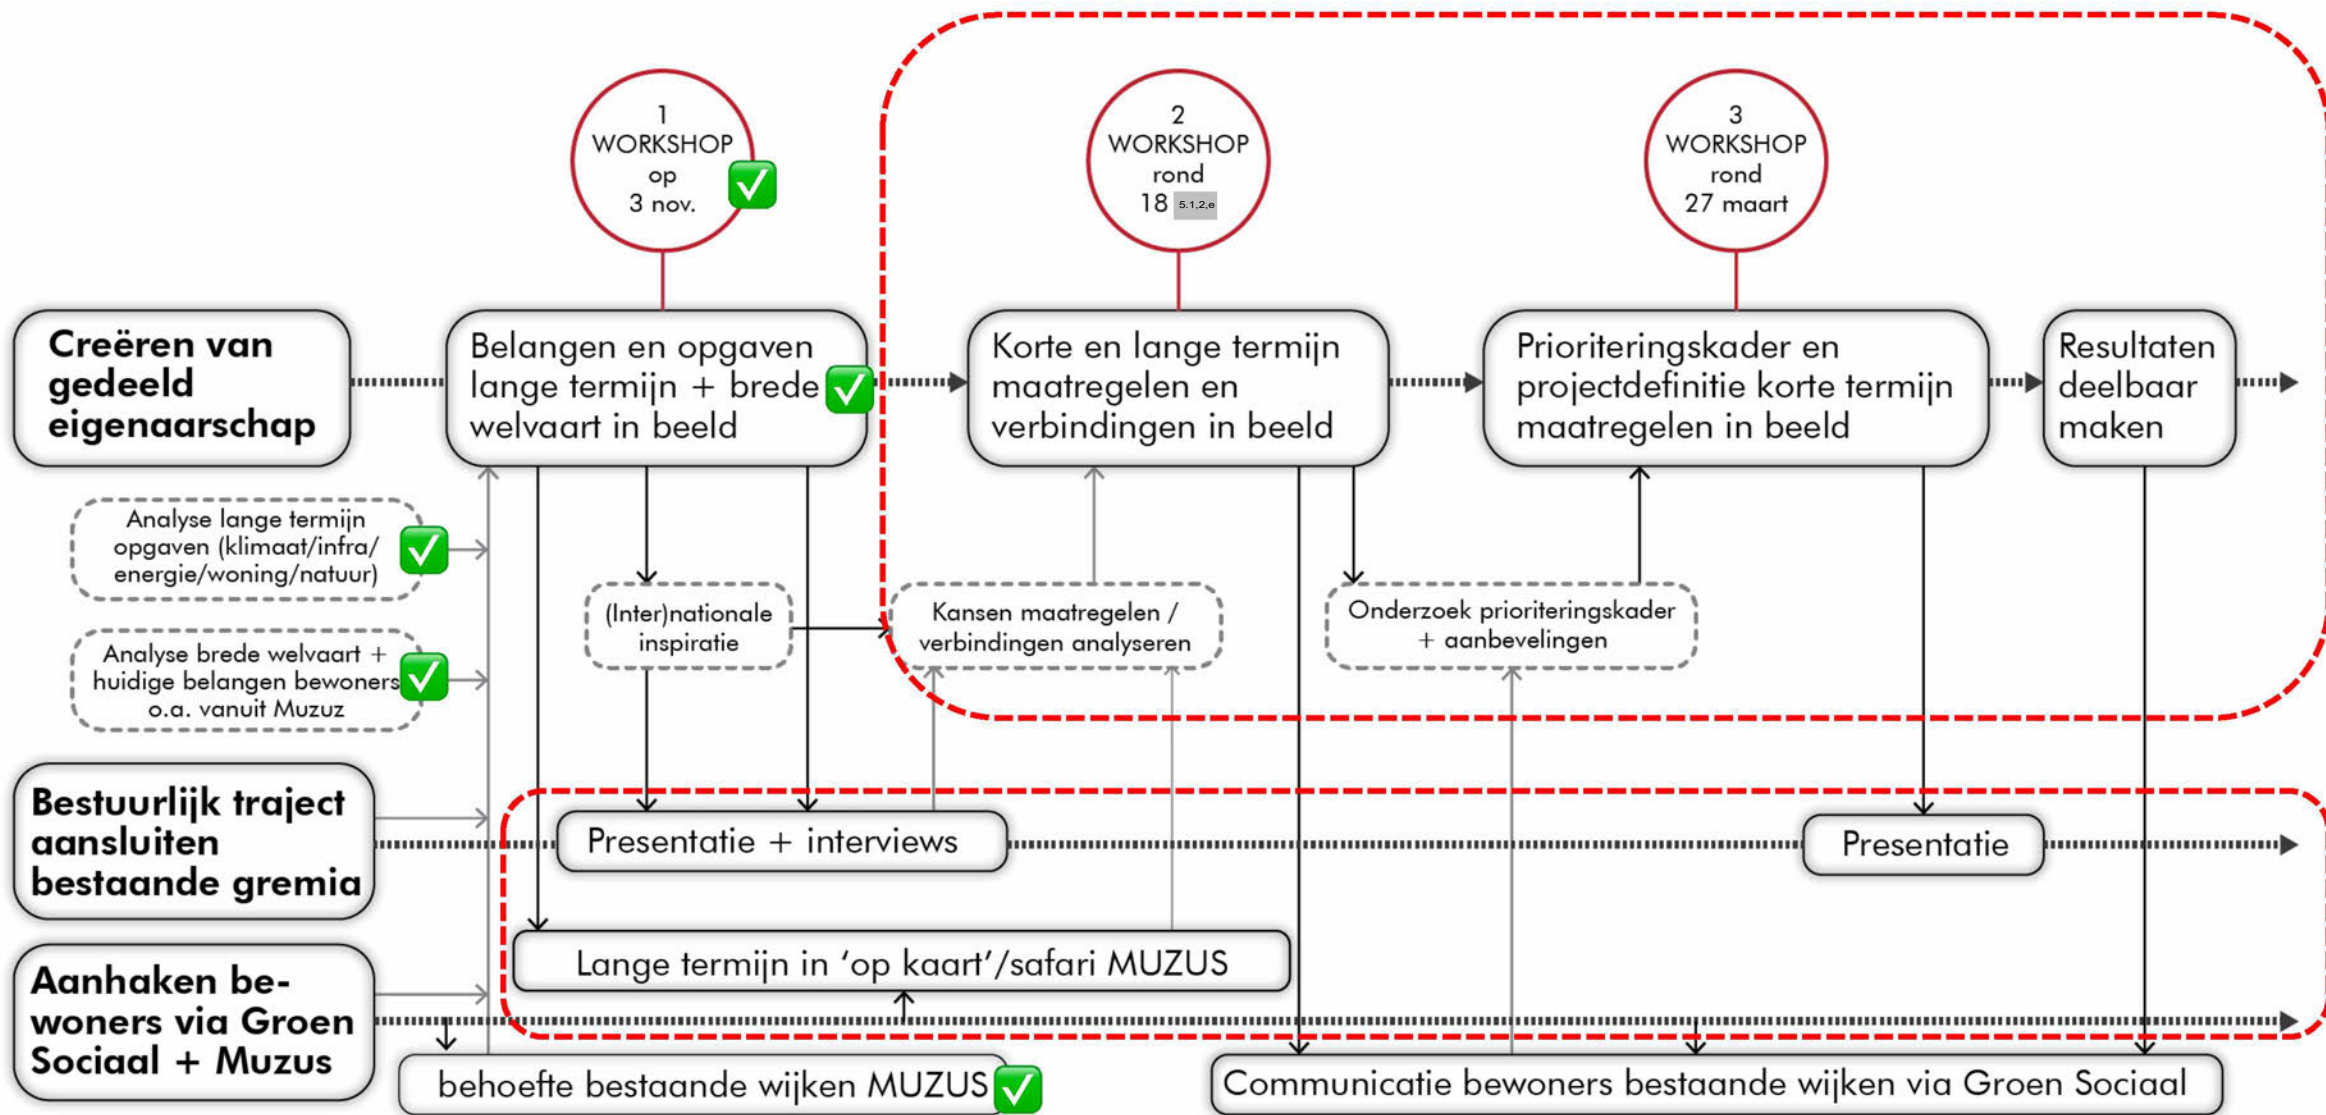 1
WORKSHOP
op
3 nov.
2
WORKSHOP
rond
18 5.1,2,e
3
WORKSHOP
rond
27 maart
Creëren van
gedeeld
eigenaarschap
Belangen en opgaven
lange termijn + brede
welvaart in beeld
Korte en lange termijn
maatregelen en
verbindingen in beeld
Prioriteringskader en
projectdefinitie korte termijn
maatregelen in beeld
Resultaten
deelbaar
maken
Analyse lange termijn
opgaven (klimaat/infra/
energie/woning/natuur)
(Inter)nationale
inspiratie
Kansen maatregelen /
verbindingen analyseren
Onderzoek prioriteringskader
+ aanbevelingen
Analyse brede welvaart +
huidige belangen bewoners
o.a. vanuit Muzuz
Bestuurlijk traject
aansluiten
bestaande gremia
Presentatie + interviews
Presentatie
Lange termijn in ‘op kaart’/safari MUZUS
Aanhaken be-
woners via Groen
Sociaal + Muzus
behoefte bestaande wijken MUZUS
Communicatie bewoners bestaande wijken via Groen Sociaal